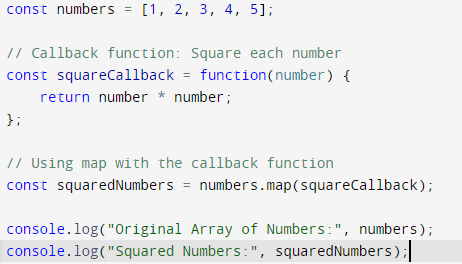 const numbers = [1, 2, 3, 4, 5];
// Callback function: Square each number
const squareCallback = function(number) {
    return number * number;
};
// Using map with the callback function
const squaredNumbers = numbers.map(squareCallback);
console.log("Original Array of Numbers:", numbers);
console.log("Squared Numbers:", squaredNumbers);